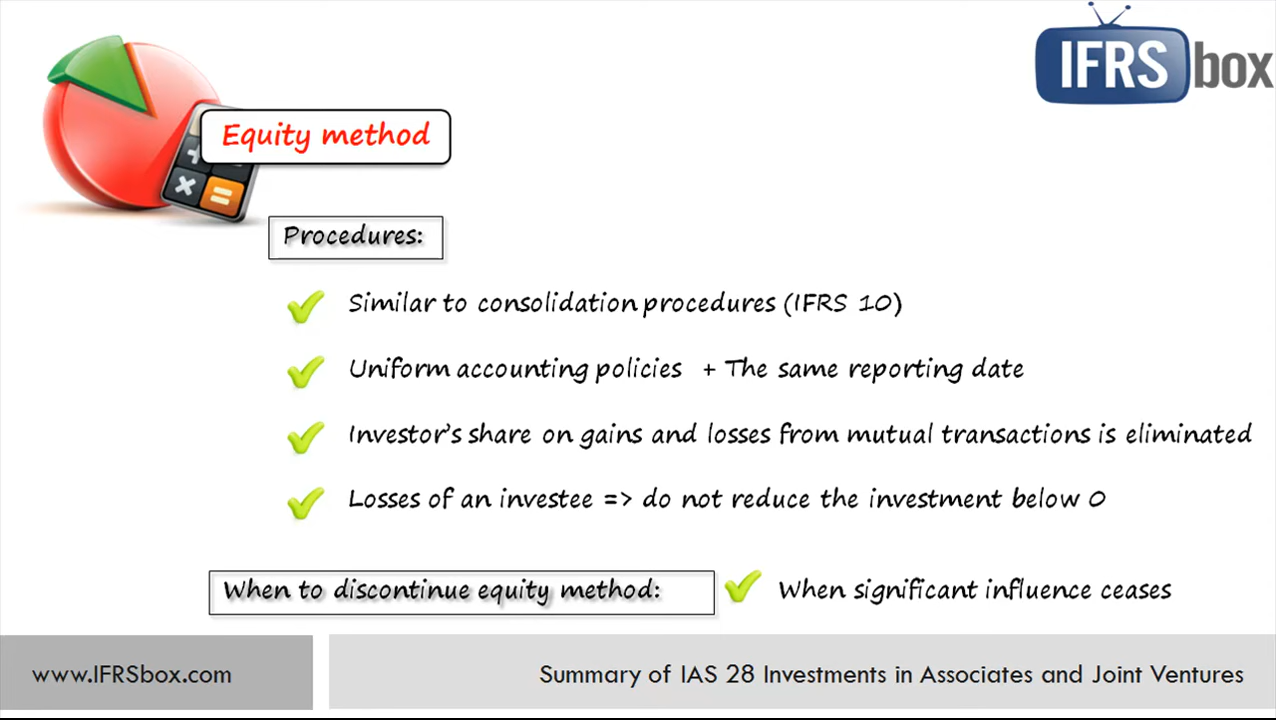 IFRS box
Equity method
Procedures:
Similar to consolidation procedures (IFRS 10)
Uniform accounting policies + The same reporting date
Investor's share on gains and losses from mutual transactions is eliminated
Losses of an investee => do not reduce the investment below 0
When to discontinue equity method: When significant influence ceases
www.IFRSbox.com Summary of IAS 28 Investments in Associates and Joint Ventures